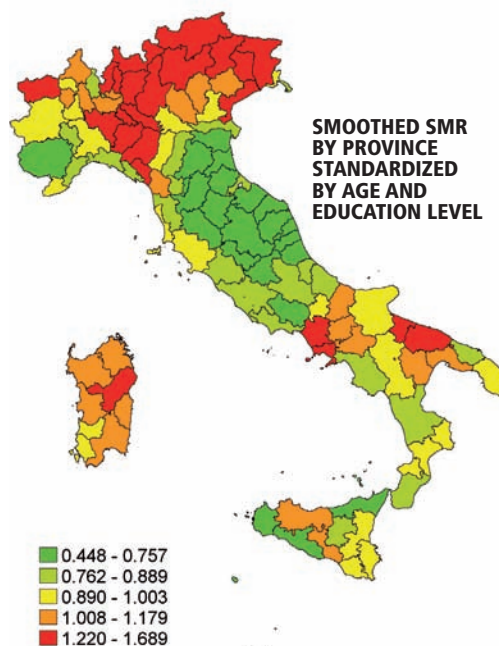 SMOOTHED SMR
BY PROVINCE
STANDARDIZED
BY AGE AND
EDUCATION LEVEL
0.448 - 0.757
0.762 - 0.889
0.890 - 1.003
1.008 - 1.179
1.220 - 1.689